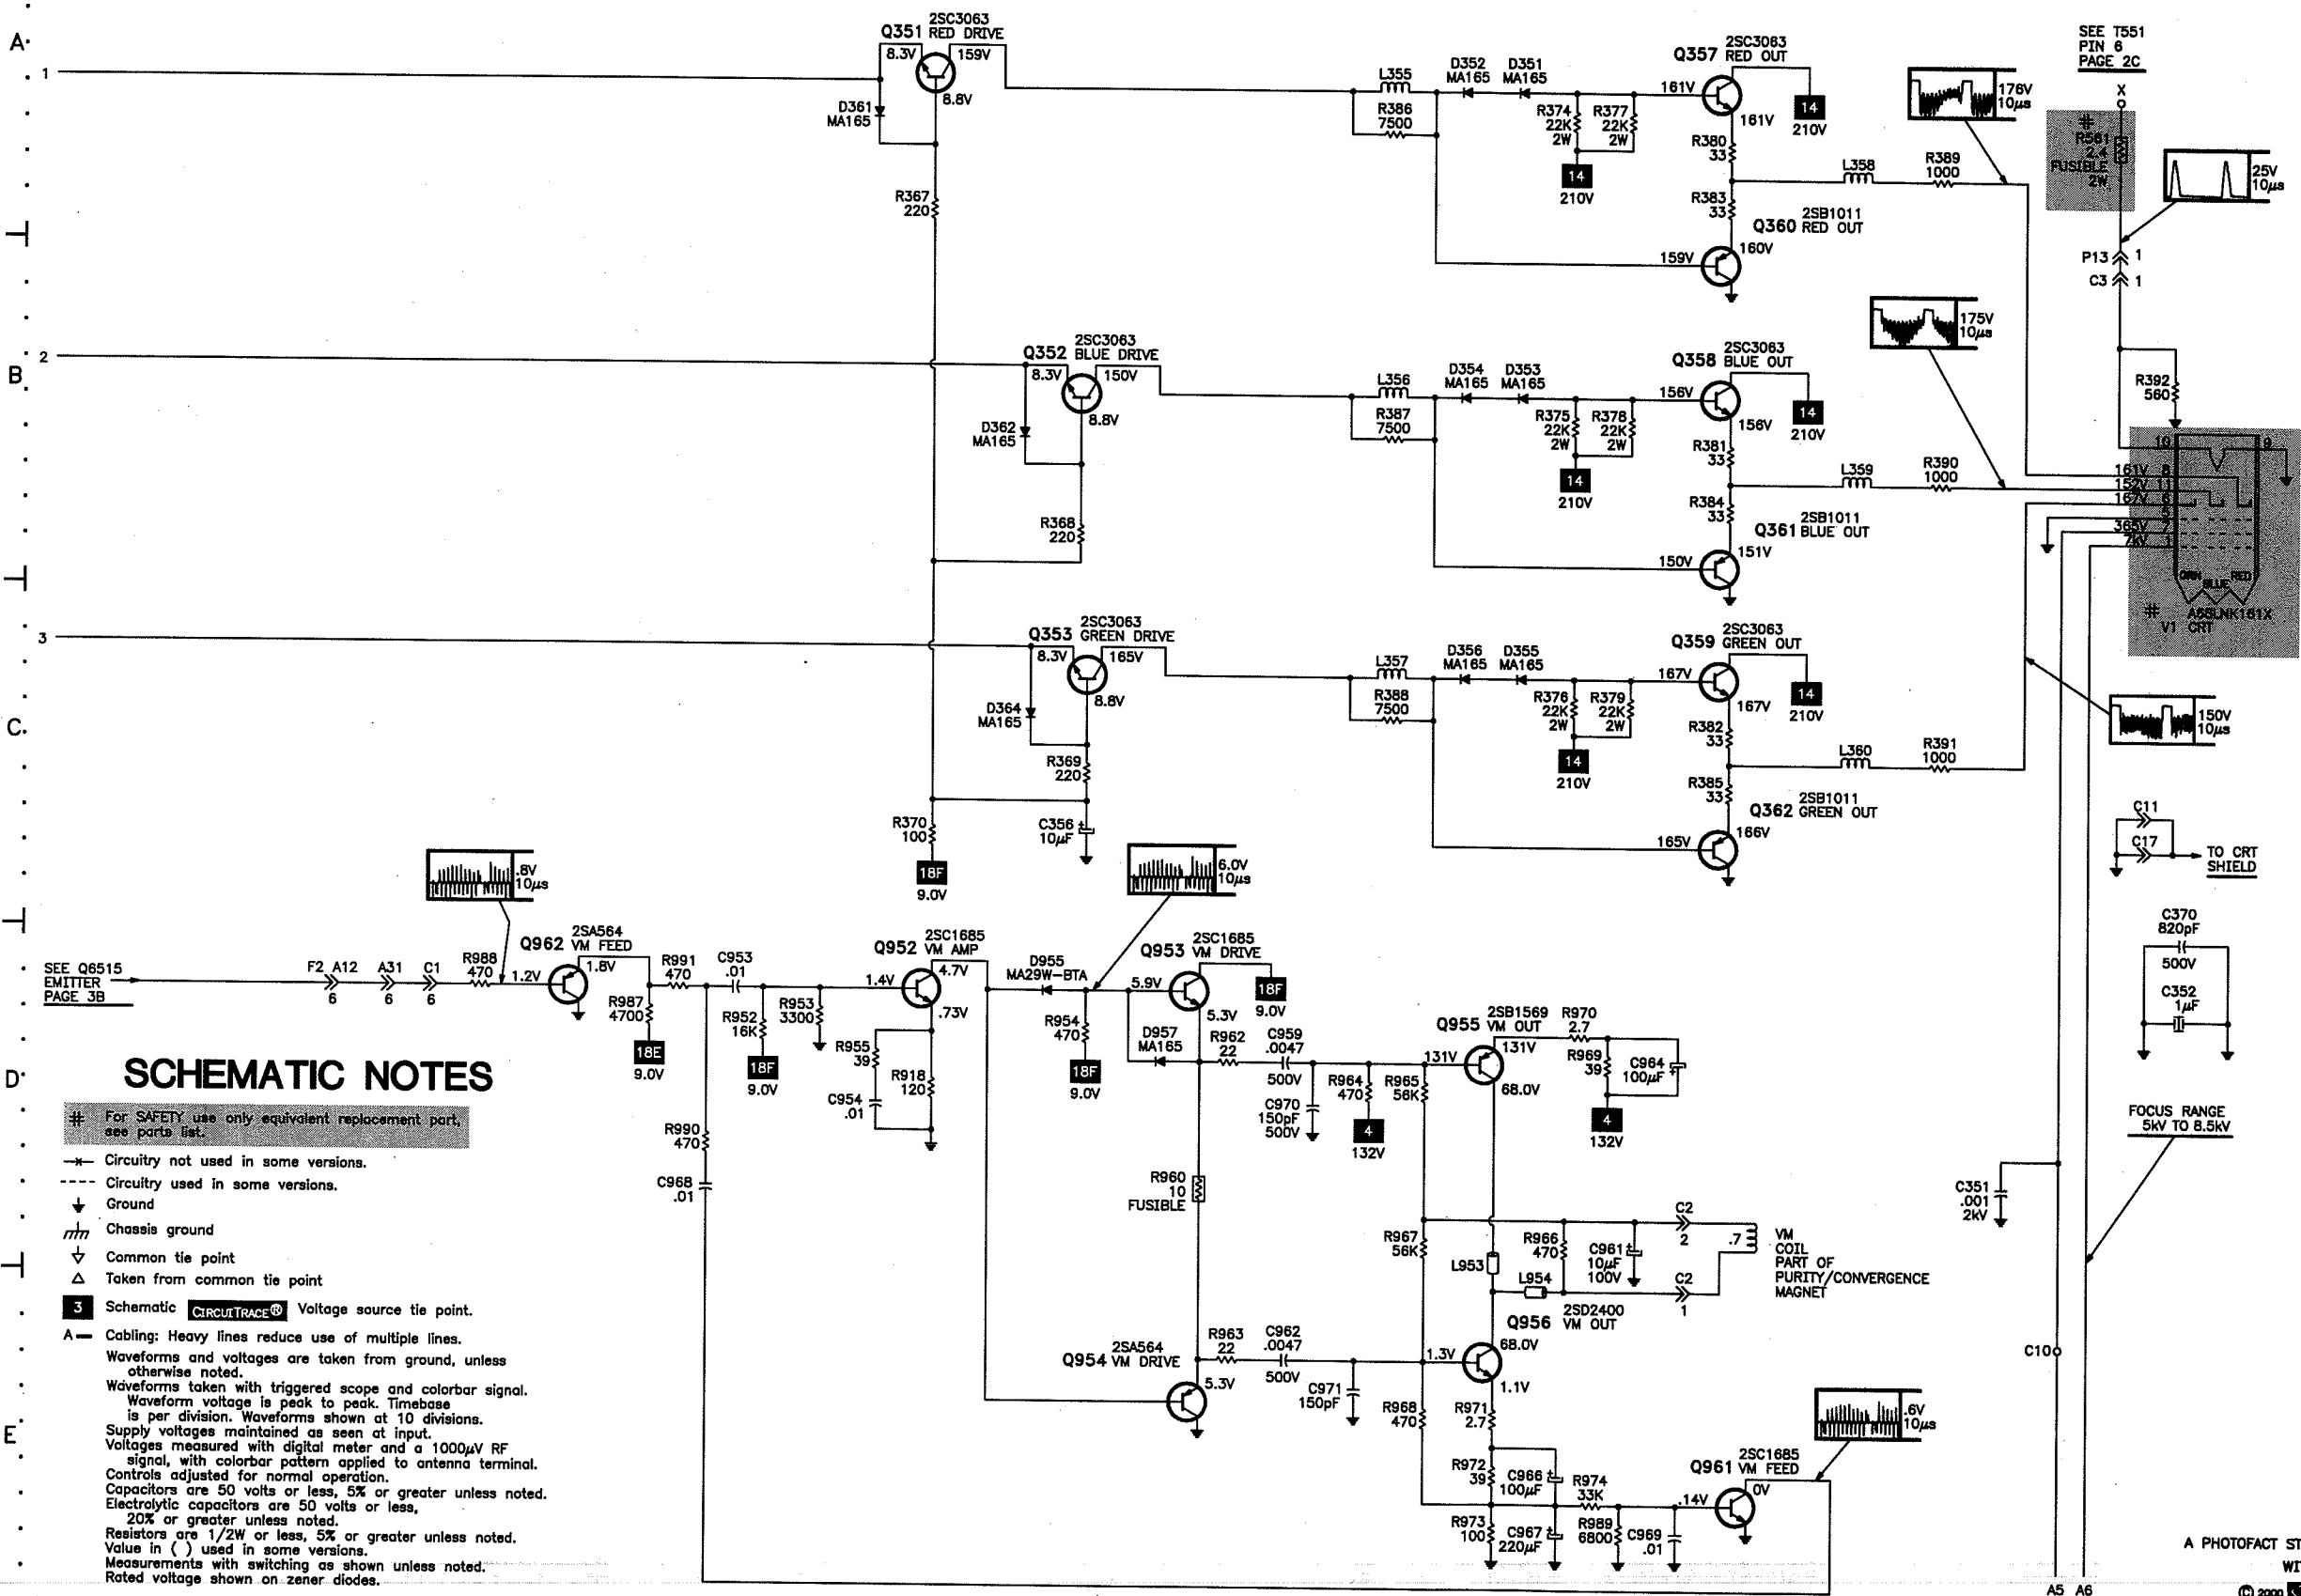 A
1
Q351 2SC3063
RED DRIVE
8.3V
159V
8.8V
D361
MA165
R367
220
L355
R386
7500
D352
MA165
D351
MA165
R374
22K
2W
R377
22K
2W
14
210V
161V
Q357 2SC3063
RED OUT
14
210V
161V
R380
33
R383
33
Q360 2SB1011
RED OUT
160V
159V
L358
R389
1000
176V
10µs
SEE T551
PIN 6
PAGE 2C
X
#
R561
2.4
FUSIBLE
2W
25V
10µs
P13 1
C3 1
B
2
Q352 2SC3063
BLUE DRIVE
8.3V
150V
8.8V
D362
MA165
R368
220
L356
R387
7500
D354
MA165
D353
MA165
R375
22K
2W
R378
22K
2W
14
210V
156V
Q358 2SC3063
BLUE OUT
14
210V
156V
R381
33
R384
33
Q361 2SB1011
BLUE OUT
151V
150V
L359
R390
1000
175V
10µs
R392
560
10
9
161V 8
152V 11
167V 6
5
365V 7
7kV 1
GRN BLUE RED
# A68LNK161X
V1 CRT
3
Q353 2SC3063
GREEN DRIVE
8.3V
165V
8.8V
D364
MA165
R369
220
R370
100
18F
9.0V
C356
10µF
L357
R388
7500
D356
MA165
D355
MA165
R376
22K
2W
R379
22K
2W
14
210V
167V
Q359 2SC3063
GREEN OUT
14
210V
167V
R382
33
R385
33
Q362 2SB1011
GREEN OUT
166V
165V
L360
R391
1000
150V
10µs
C
C11
C17
TO CRT
SHIELD
C370
820pF
500V
C352
1µF
SEE Q6515
EMITTER
PAGE 3B
F2 A12
6
A31
6
C1
6
R988
470
.8V
10µs
1.2V
Q962 2SA564
VM FEED
1.8V
R987
4700
18E
9.0V
R991
470
C953
.01
R952
16K
18F
9.0V
R953
3300
R990
470
C968
.01
1.4V
Q952 2SC1685
VM AMP
4.7V
.73V
R955
39
C954
.01
R918
120
D955
MA29W-BTA
6.0V
10µs
R954
470
18F
9.0V
5.9V
Q953 2SC1685
VM DRIVE
18F
9.0V
5.3V
D957
MA165
R962
22
C959
.0047
500V
C970
150pF
500V
R964
470
4
132V
R965
56K
131V
Q955 2SB1569
VM OUT
131V
68.0V
R970
2.7
R969
39
C964
100µF
4
132V
R960
10
FUSIBLE
R967
56K
L953
R966
470
C961
10µF
100V
L954
C2
2
C2
1
.7
VM
COIL
PART OF
PURITY/CONVERGENCE
MAGNET
Q954 2SA564
VM DRIVE
5.3V
R963
22
C962
.0047
500V
C971
150pF
1.3V
Q956 2SD2400
VM OUT
68.0V
1.1V
R968
470
R971
2.7
R972
39
C966
100µF
R973
100
C967
220µF
R974
33K
R989
6800
C969
.01
.14V
Q961 2SC1685
VM FEED
0V
.6V
10µs
FOCUS RANGE
5kV TO 8.5kV
C351
.001
2kV
C10
A5 A6
D
E
SCHEMATIC NOTES
# For SAFETY use only equivalent replacement part,
see parts list.
Circuitry not used in some versions.
Circuitry used in some versions.
Ground
Chassis ground
Common tie point
Taken from common tie point
3 Schematic CIRCUITRACE® Voltage source tie point.
A Cabling: Heavy lines reduce use of multiple lines.
Waveforms and voltages are taken from ground, unless
otherwise noted.
Waveforms taken with triggered scope and colorbar signal.
Waveform voltage is peak to peak. Timebase
is per division. Waveforms shown at 10 divisions.
Supply voltages maintained as seen at input.
Voltages measured with digital meter and a 1000µV RF
signal, with colorbar pattern applied to antenna terminal.
Controls adjusted for normal operation.
Capacitors are 50 volts or less, 5% or greater unless noted.
Electrolytic capacitors are 50 volts or less,
20% or greater unless noted.
Resistors are 1/2W or less, 5% or greater unless noted.
Value in ( ) used in some versions.
Measurements with switching as shown unless noted.
Rated voltage shown on zener diodes.
A PHOTOFACT ST
WI
© 2000